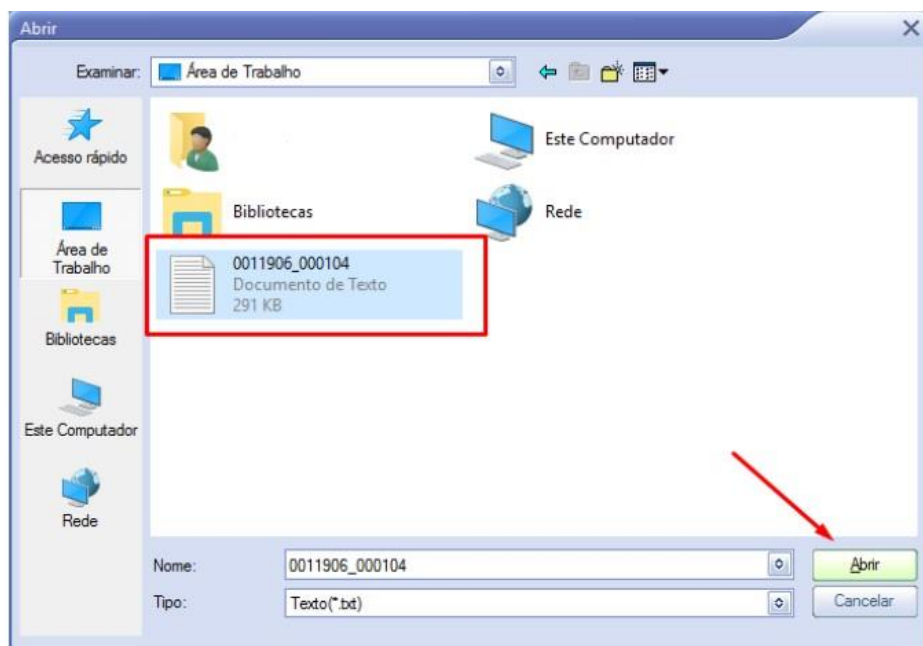 Abrir
Examinar: Área de Trabalho
Acesso rápido
Área de
Trabalho
Bibliotecas
Este Computador
Rede
Este Computador
Bibliotecas
Rede
0011906_000104
Documento de Texto
291 KB
Nome: 0011906_000104 Abrir
Tipo: Texto(*.txt) Cancelar